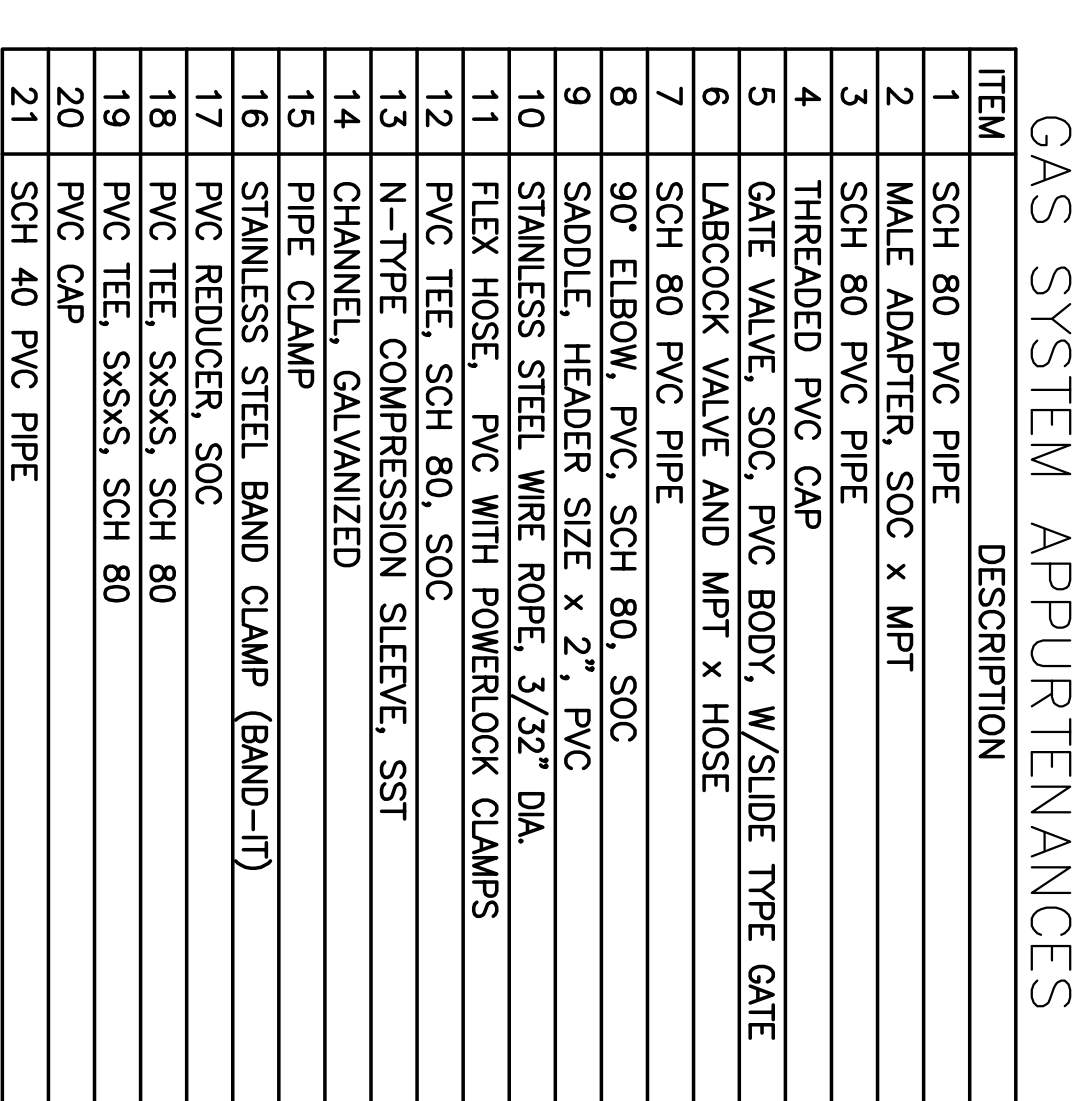 GAS SYSTEM APPURTENANCES
ITEM DESCRIPTION
1 SCH 80 PVC PIPE
2 MALE ADAPTER, SOC x MPT
3 SCH 80 PVC PIPE
4 THREADED PVC CAP
5 GATE VALVE, SOC, PVC BODY, W/SLIDE TYPE GATE
6 LABCOCK VALVE AND MPT x HOSE
7 SCH 80 PVC PIPE
8 90° ELBOW, PVC, SCH 80, SOC
9 SADDLE, HEADER SIZE x 2", PVC
10 STAINLESS STEEL WIRE ROPE, 3/32" DIA.
11 FLEX HOSE, PVC WITH POWERLOCK CLAMPS
12 PVC TEE, SCH 80, SOC
13 N-TYPE COMPRESSION SLEEVE, SST
14 CHANNEL, GALVANIZED
15 PIPE CLAMP
16 STAINLESS STEEL BAND CLAMP (BAND-IT)
17 PVC REDUCER, SOC
18 PVC TEE, SxSxS, SCH 80
19 PVC TEE, SxSxS, SCH 80
20 PVC CAP
21 SCH 40 PVC PIPE